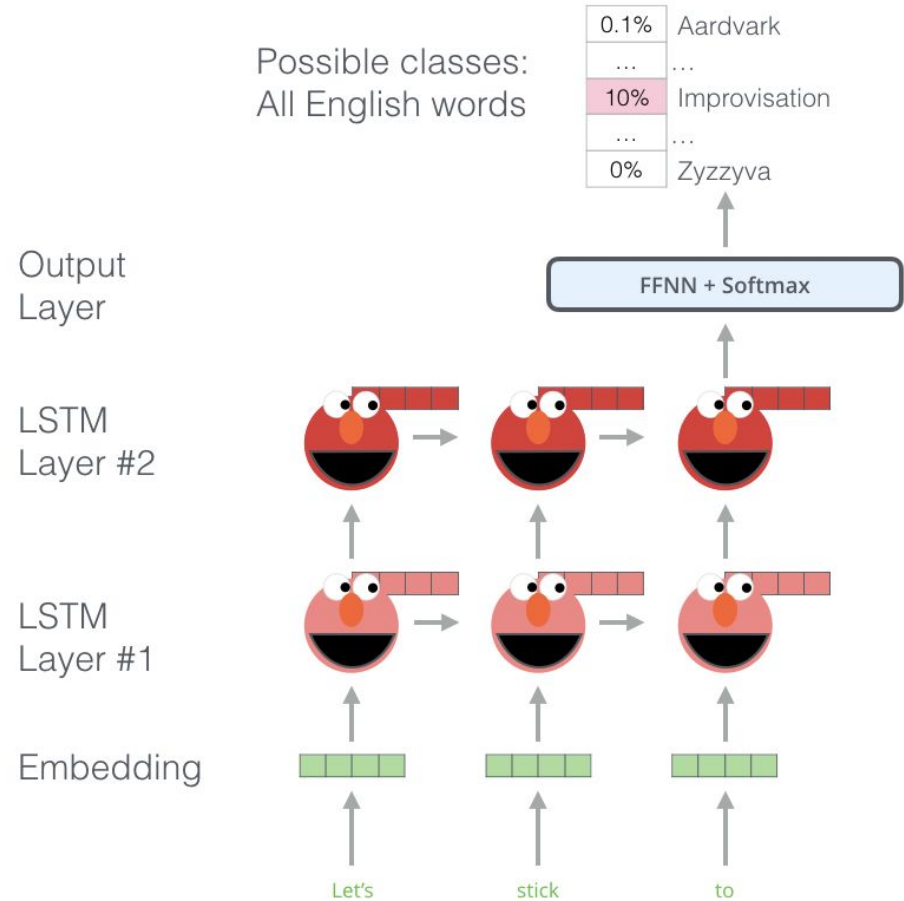 Possible classes:
All English words
0.1% Aardvark
... ...
10% Improvisation
... ...
0% Zyzzyva
Output
Layer
FFNN + Softmax
LSTM
Layer #2
LSTM
Layer #1
Embedding
Let's stick to